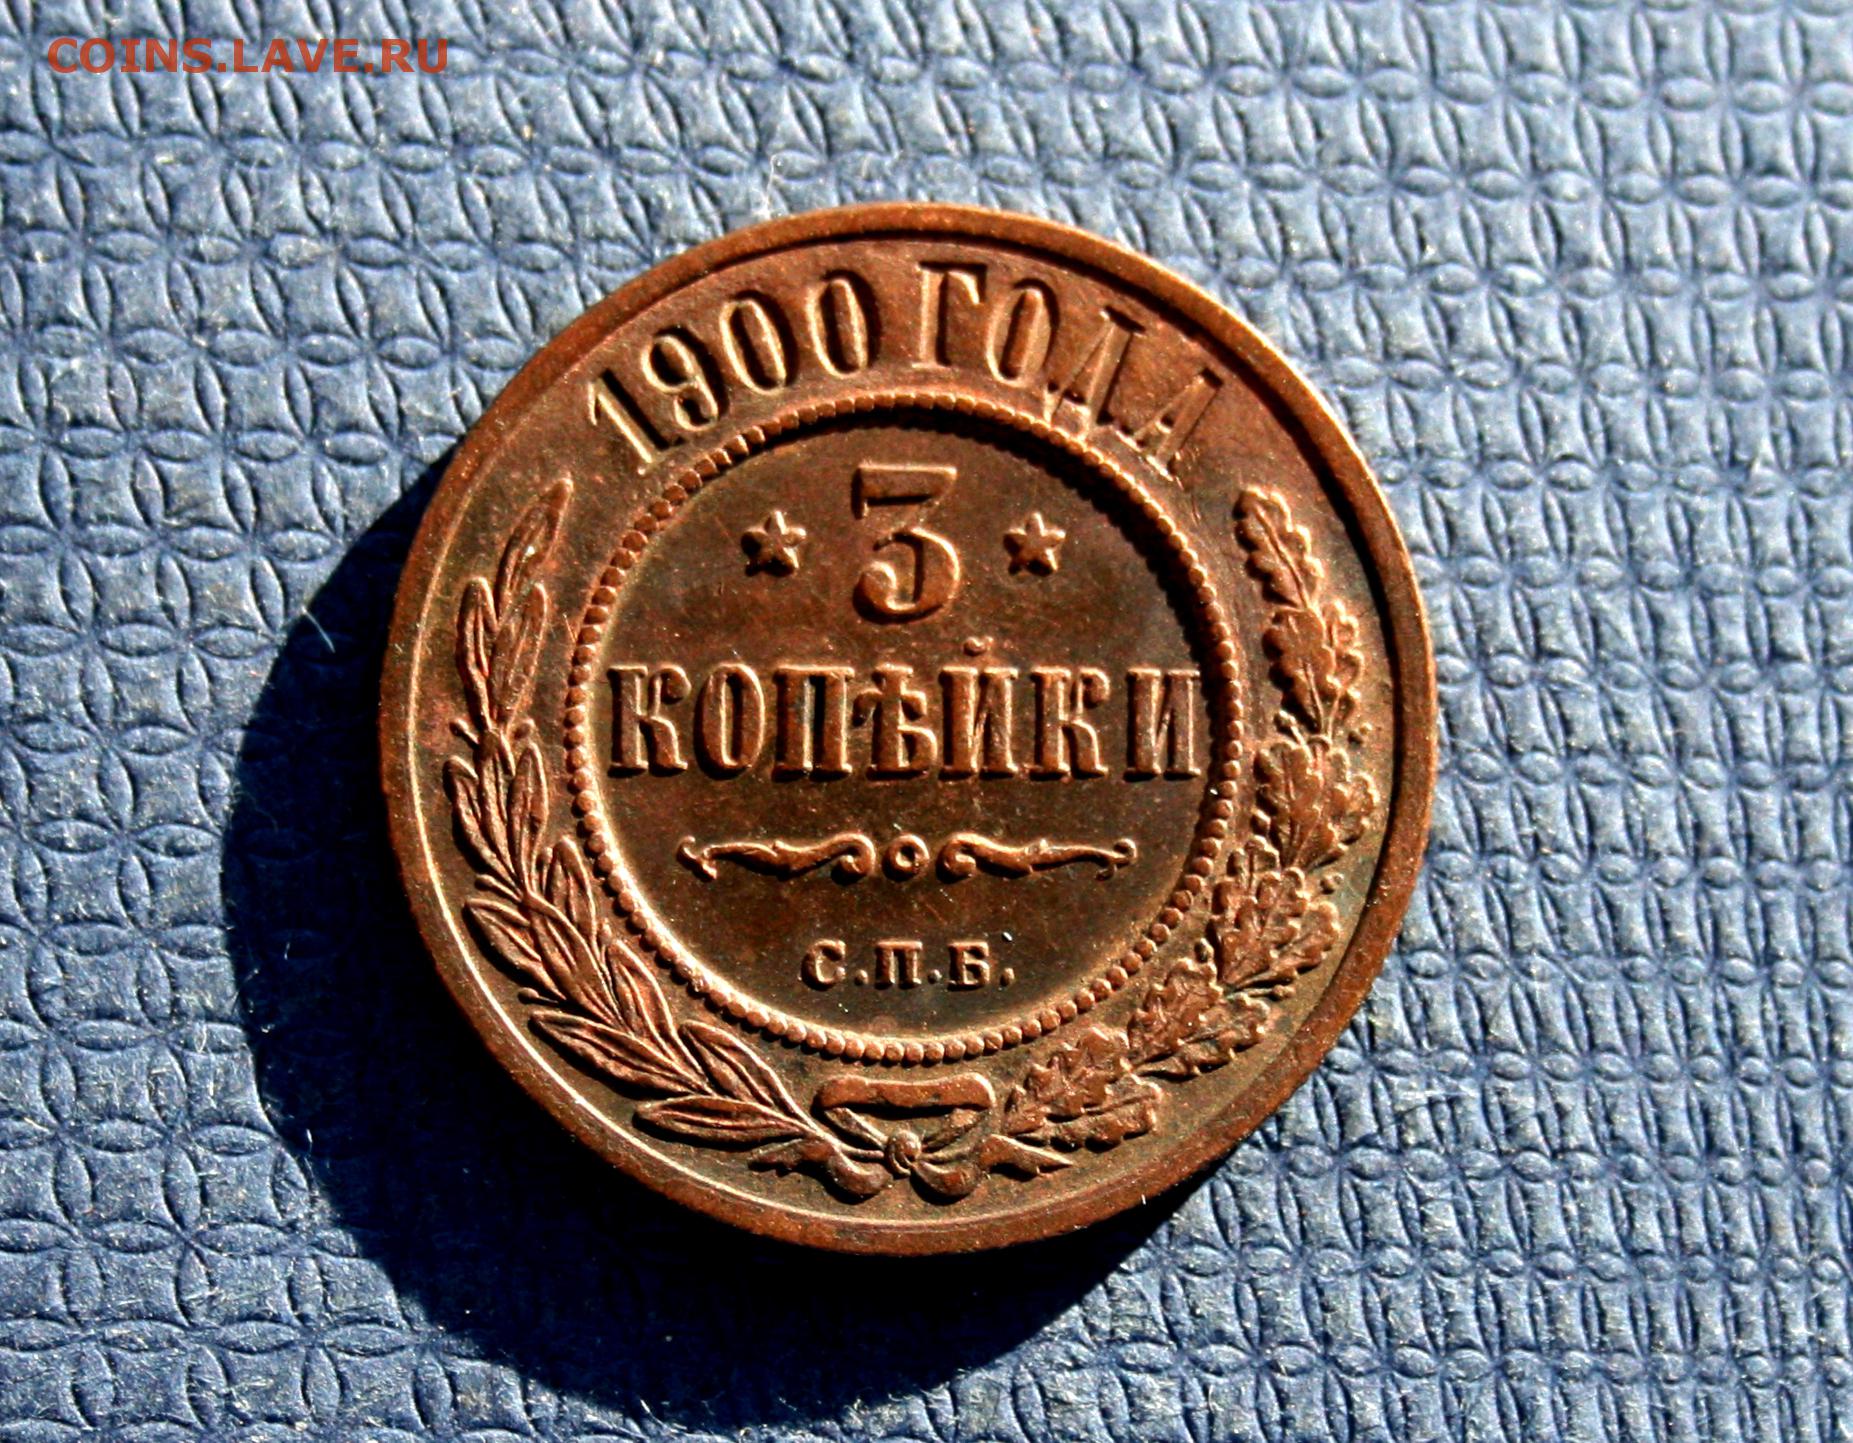 COINS.LAVE.RU
1900 ГОДА
3
КОПѢЙКИ
С.П.Б.